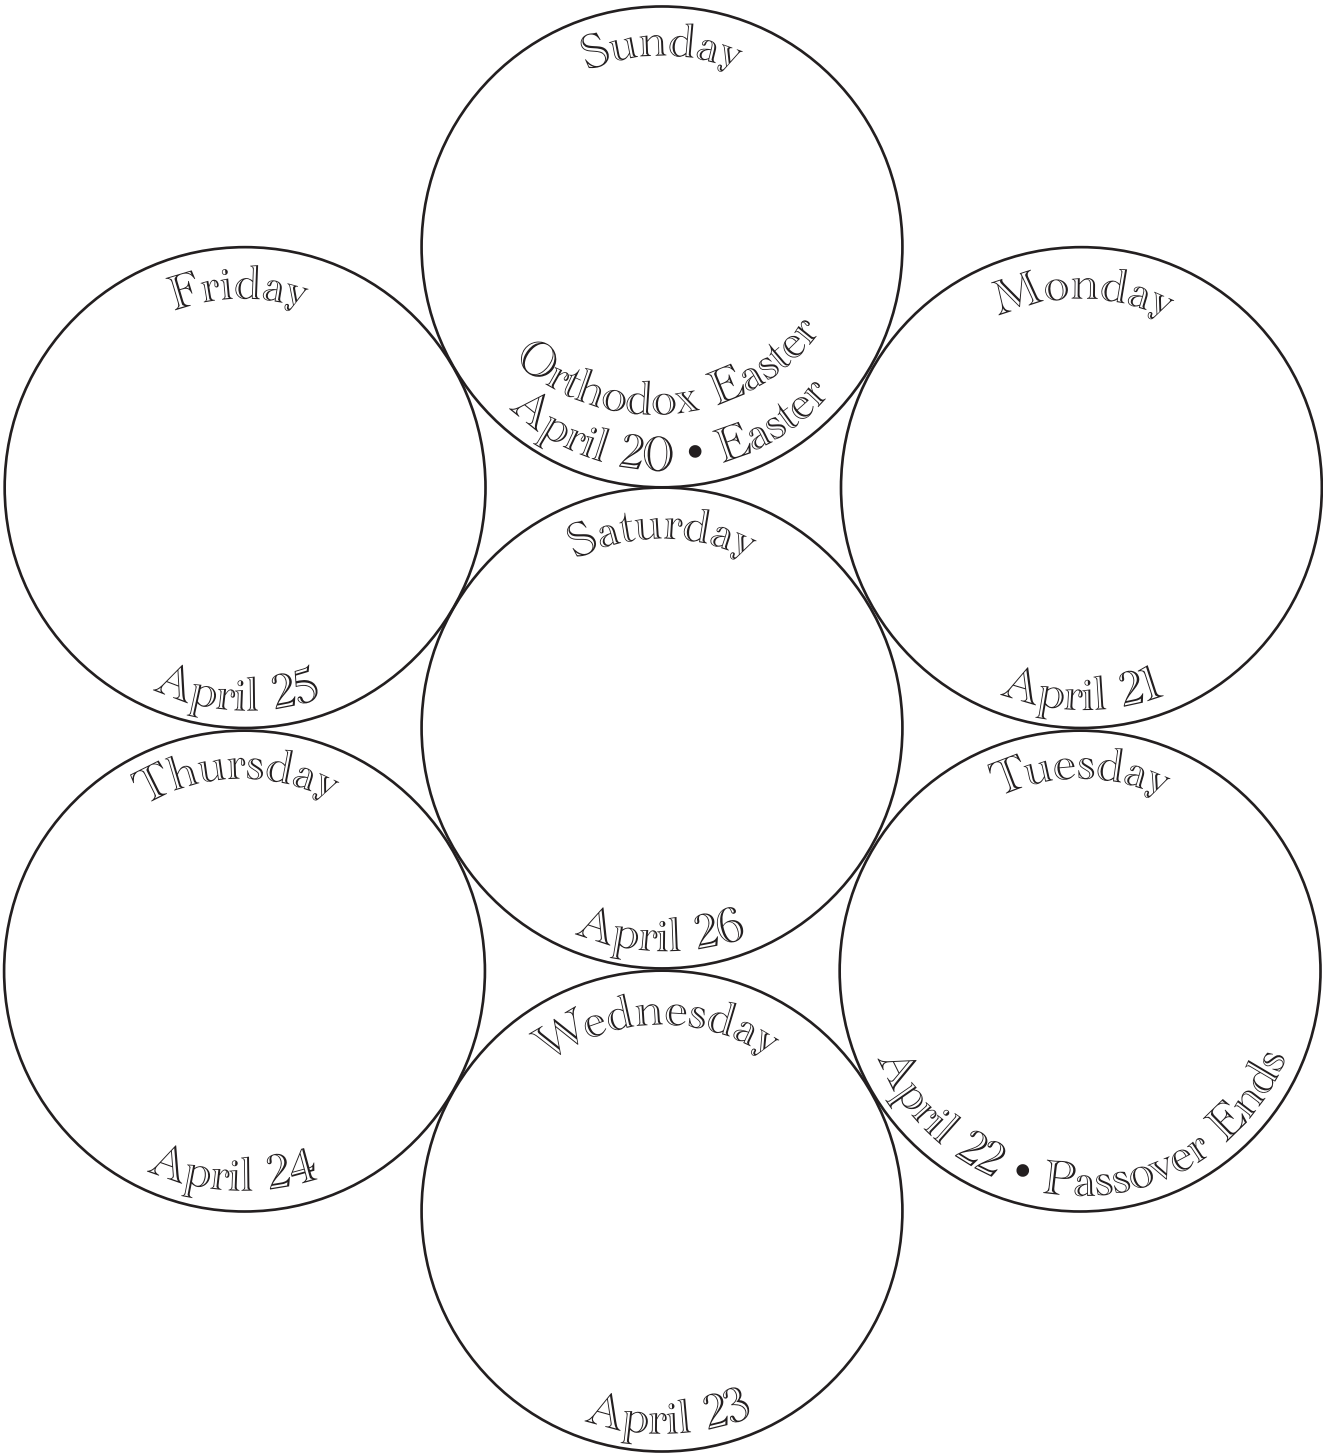 Sunday
Orthodox Easter
April 20 • Easter
Monday
April 21
Tuesday
April 22 • Passover Ends
Wednesday
April 23
Thursday
April 24
Friday
April 25
Saturday
April 26